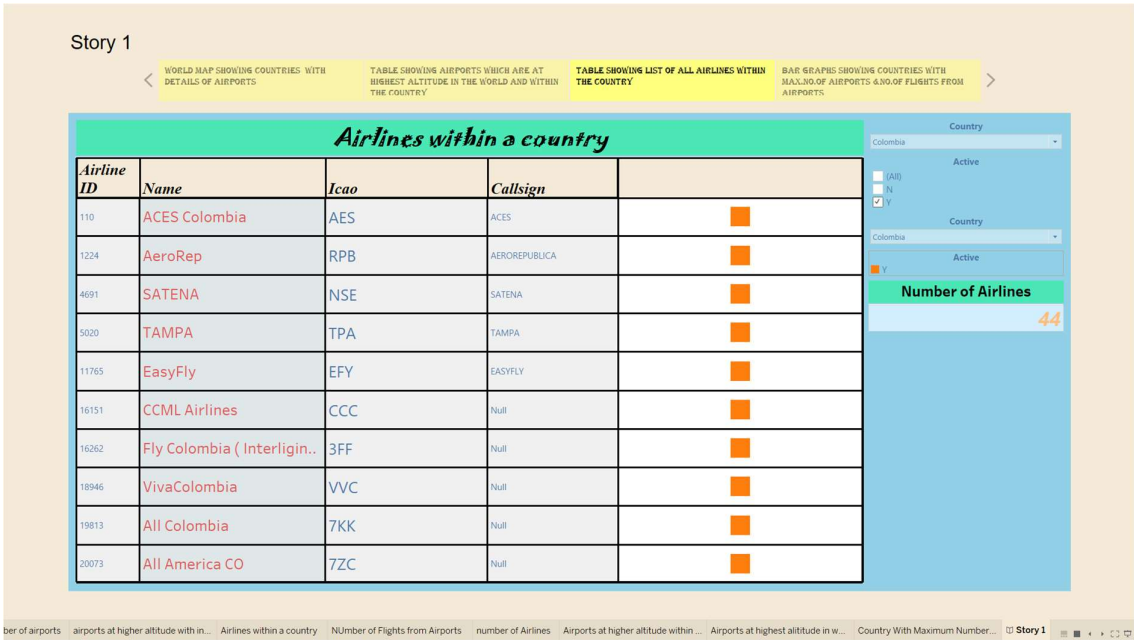 Story 1
WORLD MAP SHOWING COUNTRIES WITH
DETAILS OF AIRPORTS
TABLE SHOWING AIRPORTS WHICH ARE AT
HIGHEST ALTITUDE IN THE WORLD AND WITHIN
THE COUNTRY
TABLE SHOWING LIST OF ALL AIRLINES WITHIN
THE COUNTRY
BAR GRAPHS SHOWING COUNTRIES WITH
MAX.NO.OF AIRPORTS &NO.OF FLIGHTS FROM
AIRPORTS
Airlines within a country
Airline
ID Name Icao Callsign
110 ACES Colombia AES ACES
1224 AeroRep RPB AEROREPUBLICA
4691 SATENA NSE SATENA
5020 TAMPA TPA TAMPA
11765 EasyFly EFY EASYFLY
16151 CCML Airlines CCC Null
16262 Fly Colombia ( Interligin.. 3FF Null
18946 VivaColombia VVC Null
19813 All Colombia 7KK Null
20073 All America CO 7ZC Null
Country
Colombia
Active
(All)
N
Y
Country
Colombia
Active
Y
Number of Airlines
44
ber of airports airports at higher altitude with in... Airlines within a country NUmber of Flights from Airports number of Airlines Airports at higher altitude within ... Airports at highest altitude in w... Country With Maximum Number... Story 1